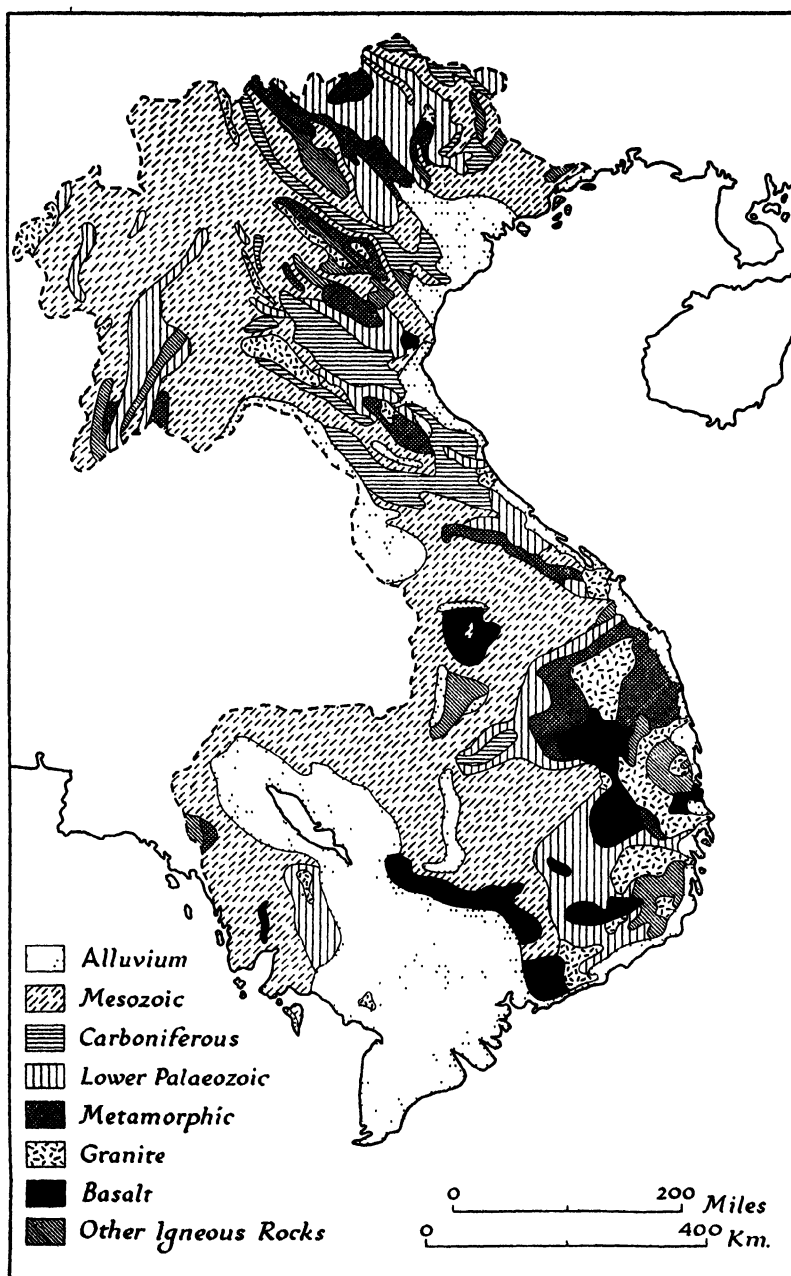 Alluvium
Mesozoic
Carboniferous
Lower Palaeozoic
Metamorphic
Granite
Basalt
Other Igneous Rocks
0 200 Miles
0 400 Km.